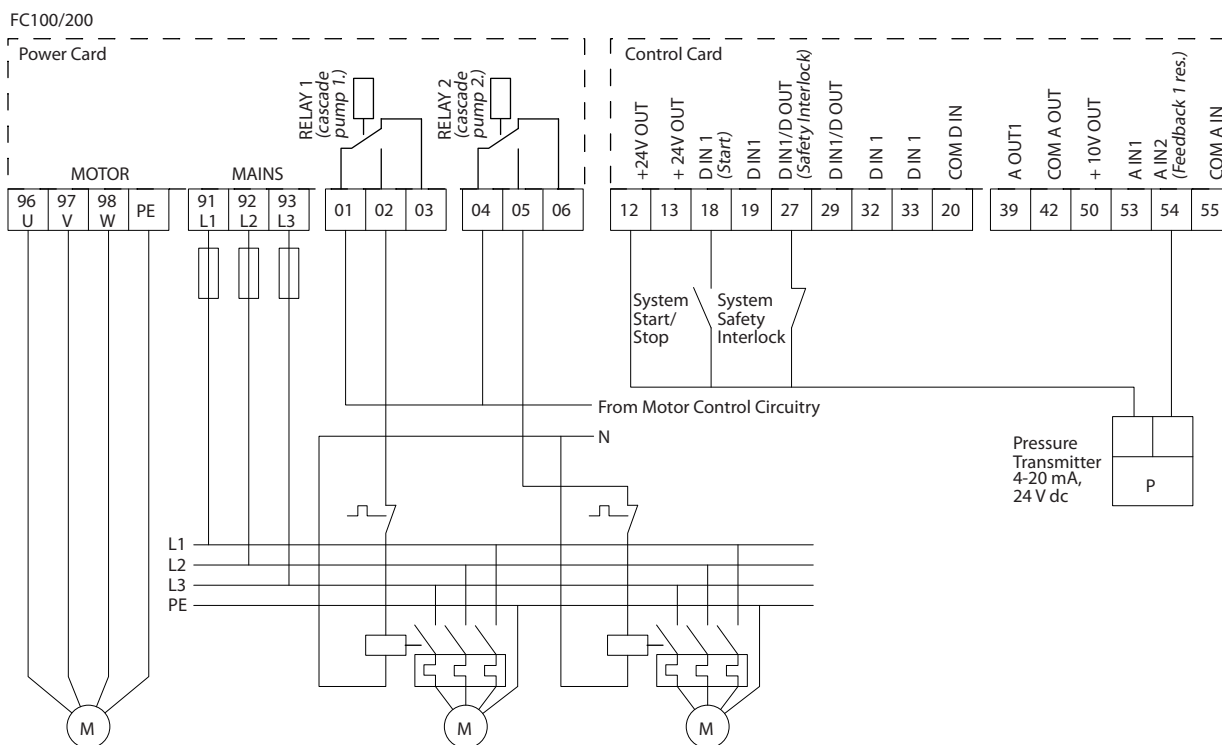 FC100/200
Power Card
Control Card
RELAY 1
(cascade
pump 1.)
RELAY 2
(cascade
pump 2.)
+24V OUT
+ 24V OUT
D IN 1
(Start)
D IN1
D IN1/D OUT
(Safety Interlock)
D IN1/D OUT
D IN 1
D IN 1
COM D IN
A OUT1
COM A OUT
+ 10V OUT
A IN1
A IN2
(Feedback 1 res.)
COM A IN
MOTOR
MAINS
96 97 98 PE
U V W
91 92 93
L1 L2 L3
01 02 03
04 05 06
12 13 18 19 27 29 32 33 20
39 42 50 53 54 55
System
Start/
Stop
System
Safety
Interlock
From Motor Control Circuitry
N
Pressure
Transmitter
4-20 mA,
24 V dc
P
L1
L2
L3
PE
M
M
M